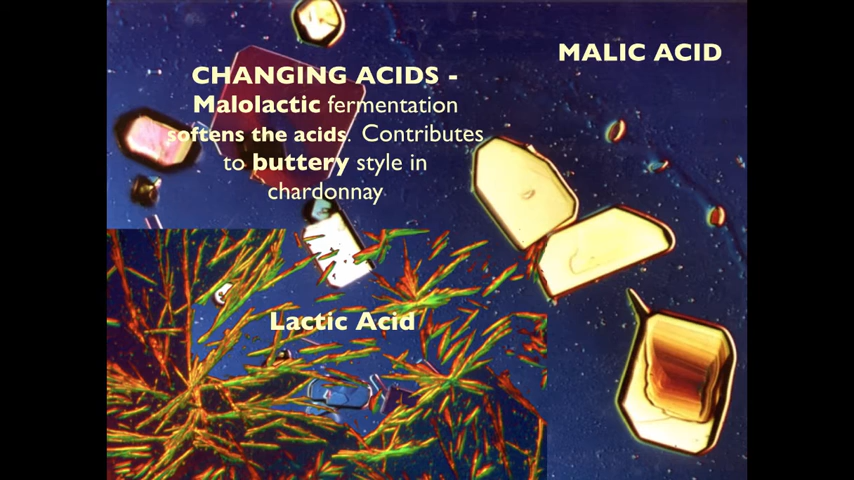 MALIC ACID
CHANGING ACIDS -
Malolactic fermentation
softens the acids. Contributes
to buttery style in
chardonnay
Lactic Acid